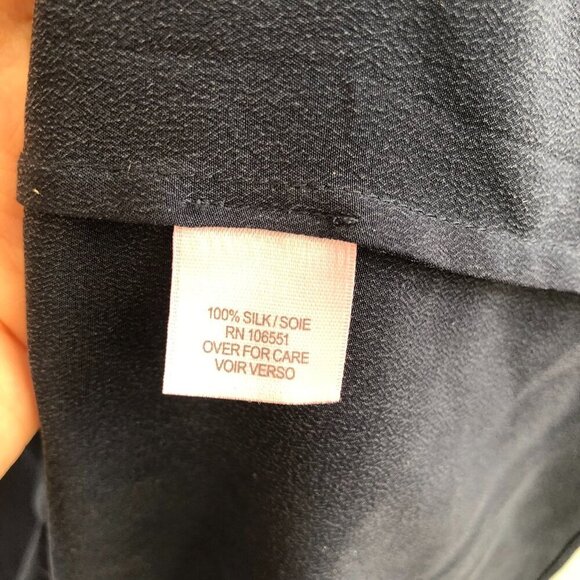 100% SILK/SOIE
RN 106551
OVER FOR CARE
VOIR VERSO